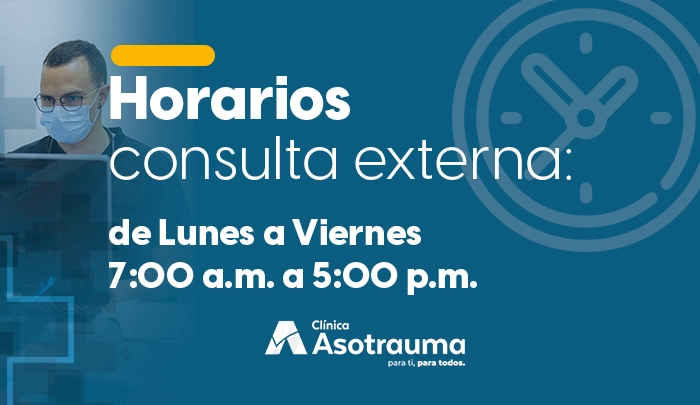 Horarios
consulta externa:
de Lunes a Viernes
7:00 a.m. a 5:00 p.m.
Clínica
Asotrauma
para ti, para todos.